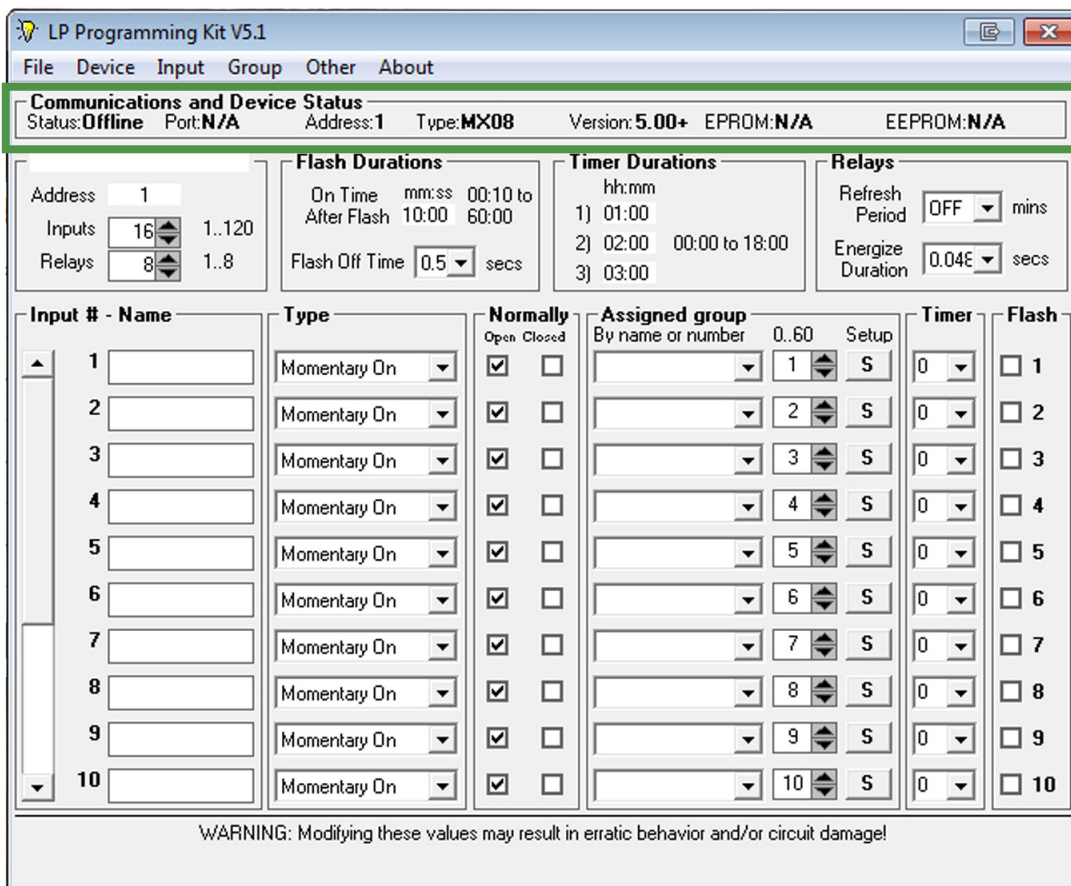 LP Programming Kit V5.1
File Device Input Group Other About
Communications and Device Status
Status:Offline Port:N/A Address:1 Type:MX08 Version:5.00+ EPROM:N/A EEPROM:N/A
Flash Durations Timer Durations Relays
Address 1
Inputs 16 1..120
Relays 8 1..8
On Time After Flash mm:ss 10:00 00:10 to 60:00
Flash Off Time 0.5 secs
hh:mm
1) 01:00
2) 02:00 00:00 to 18:00
3) 03:00
Refresh Period OFF mins
Energize Duration 0.048 secs
Input # - Name Type Normally Assigned group Timer Flash
Open Closed By name or number 0..60 Setup
1 Momentary On 1 S 0 1
2 Momentary On 2 S 0 2
3 Momentary On 3 S 0 3
4 Momentary On 4 S 0 4
5 Momentary On 5 S 0 5
6 Momentary On 6 S 0 6
7 Momentary On 7 S 0 7
8 Momentary On 8 S 0 8
9 Momentary On 9 S 0 9
10 Momentary On 10 S 0 10
WARNING: Modifying these values may result in erratic behavior and/or circuit damage!